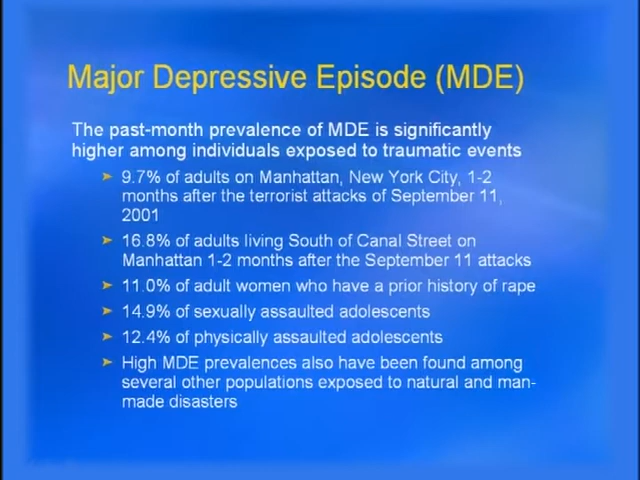 Major Depressive Episode (MDE)
The past-month prevalence of MDE is significantly
higher among individuals exposed to traumatic events
➤ 9.7% of adults on Manhattan, New York City, 1-2
months after the terrorist attacks of September 11,
2001
➤ 16.8% of adults living South of Canal Street on
Manhattan 1-2 months after the September 11 attacks
➤ 11.0% of adult women who have a prior history of rape
➤ 14.9% of sexually assaulted adolescents
➤ 12.4% of physically assaulted adolescents
➤ High MDE prevalences also have been found among
several other populations exposed to natural and man-
made disasters